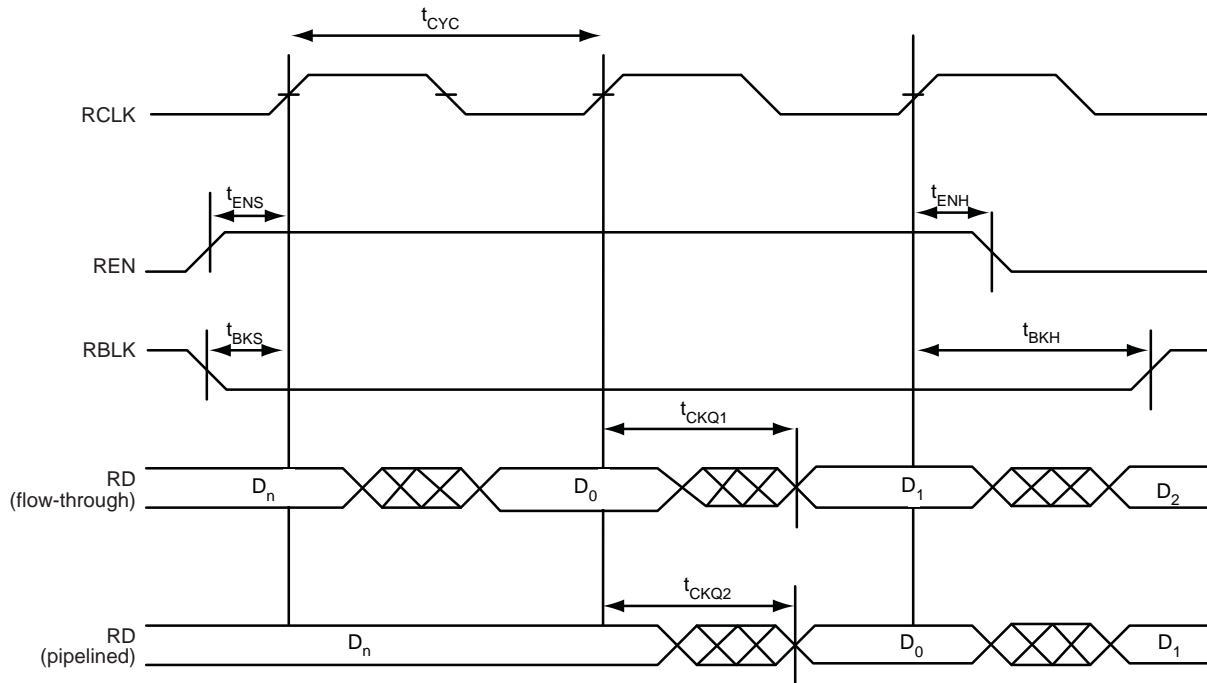 tCYC
RCLK
tENS
tENH
REN
tBKS
tBKH
RBLK
tCKQ1
RD
(flow-through)
Dn
D0
D1
D2
tCKQ2
RD
(pipelined)
Dn
D0
D1